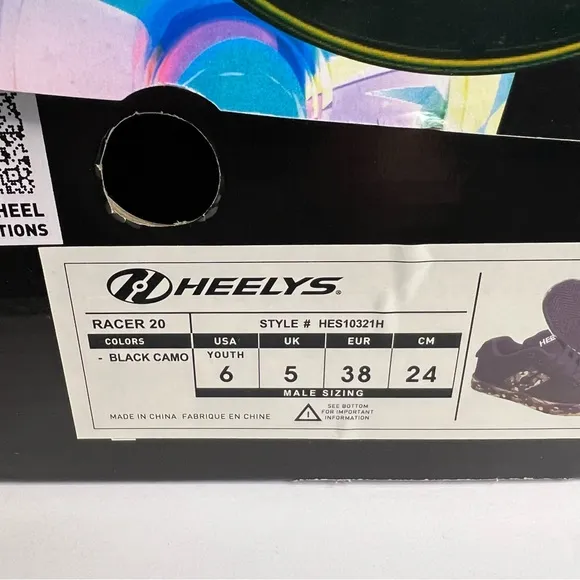 HEEL
TIONS
HEELYS®
RACER 20 STYLE # HES10321H
COLORS USA UK EUR CM
- BLACK CAMO YOUTH
6 5 38 24
MALE SIZING
SEE BOTTOM
FOR IMPORTANT
INFORMATION
MADE IN CHINA FABRIQUE EN CHINE
HEELYS